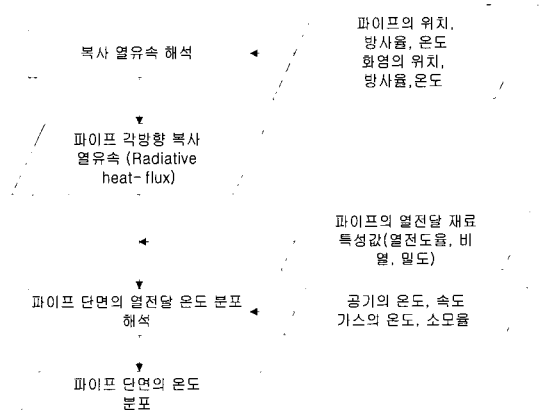 복사 열유속 해석
파이프의 위치,
방사율, 온도
화염의 위치,
방사율,온도
파이프 각방향 복사
열유속 (Radiative
heat-flux)
파이프의 열전달 재료
특성값(열전도율, 비
열, 밀도)
파이프 단면의 열전달 온도 분포
해석
공기의 온도, 속도
가스의 온도, 소모율
파이프 단면의 온도
분포